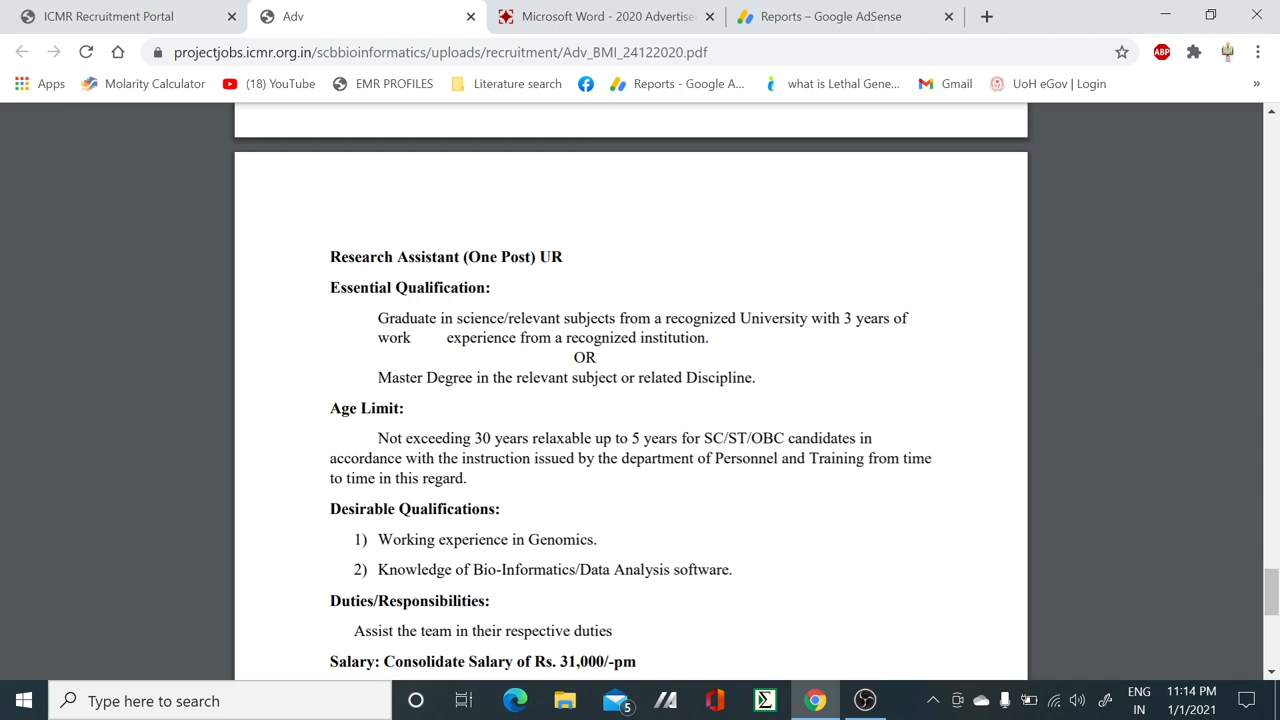 ICMR Recruitment Portal
Adv
Microsoft Word - 2020 Advertise
Reports – Google AdSense
projectjobs.icmr.org.in/scbbioinformatics/uploads/recruitment/Adv_BMI_24122020.pdf
ABP
Apps
Molarity Calculator
(18) YouTube
EMR PROFILES
Literature search
Reports - Google A...
what is Lethal Gene...
Gmail
UoH eGov | Login
»
Research Assistant (One Post) UR
Essential Qualification:
Graduate in science/relevant subjects from a recognized University with 3 years of
work experience from a recognized institution.
OR
Master Degree in the relevant subject or related Discipline.
Age Limit:
Not exceeding 30 years relaxable up to 5 years for SC/ST/OBC candidates in
accordance with the instruction issued by the department of Personnel and Training from time
to time in this regard.
Desirable Qualifications:
1) Working experience in Genomics.
2) Knowledge of Bio-Informatics/Data Analysis software.
Duties/Responsibilities:
Assist the team in their respective duties
Salary: Consolidate Salary of Rs. 31,000/-pm
Type here to search
5
ENG
IN
11:14 PM
1/1/2021